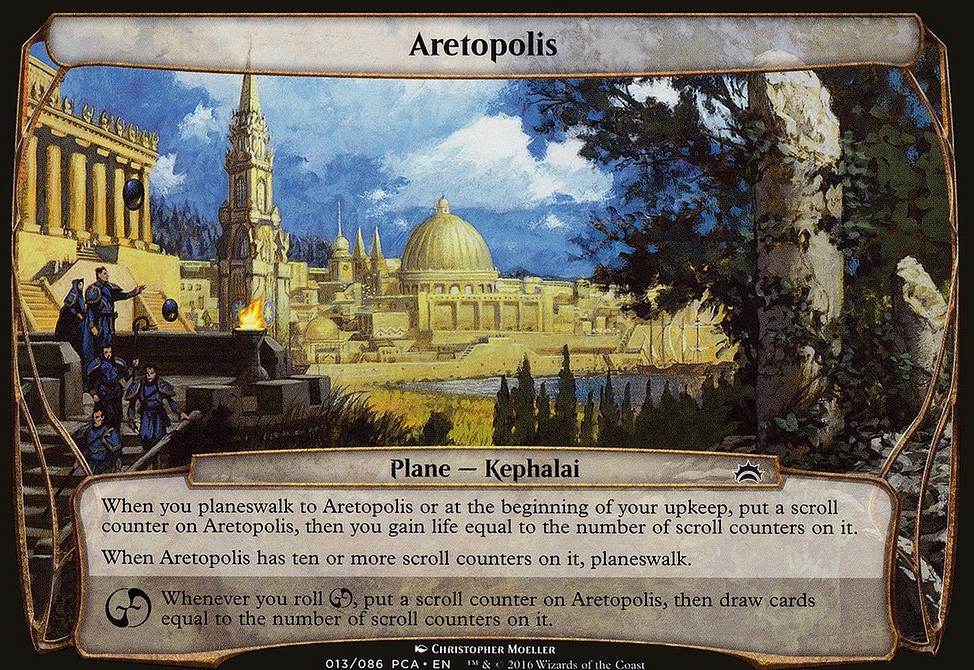 Aretopolis
Plane — Kephalai
When you planeswalk to Aretopolis or at the beginning of your upkeep, put a scroll
counter on Aretopolis, then you gain life equal to the number of scroll counters on it.
When Aretopolis has ten or more scroll counters on it, planeswalk.
Whenever you roll , put a scroll counter on Aretopolis, then draw cards
equal to the number of scroll counters on it.
Christopher Moeller
013/086 PCA • EN ™ & © 2016 Wizards of the Coast